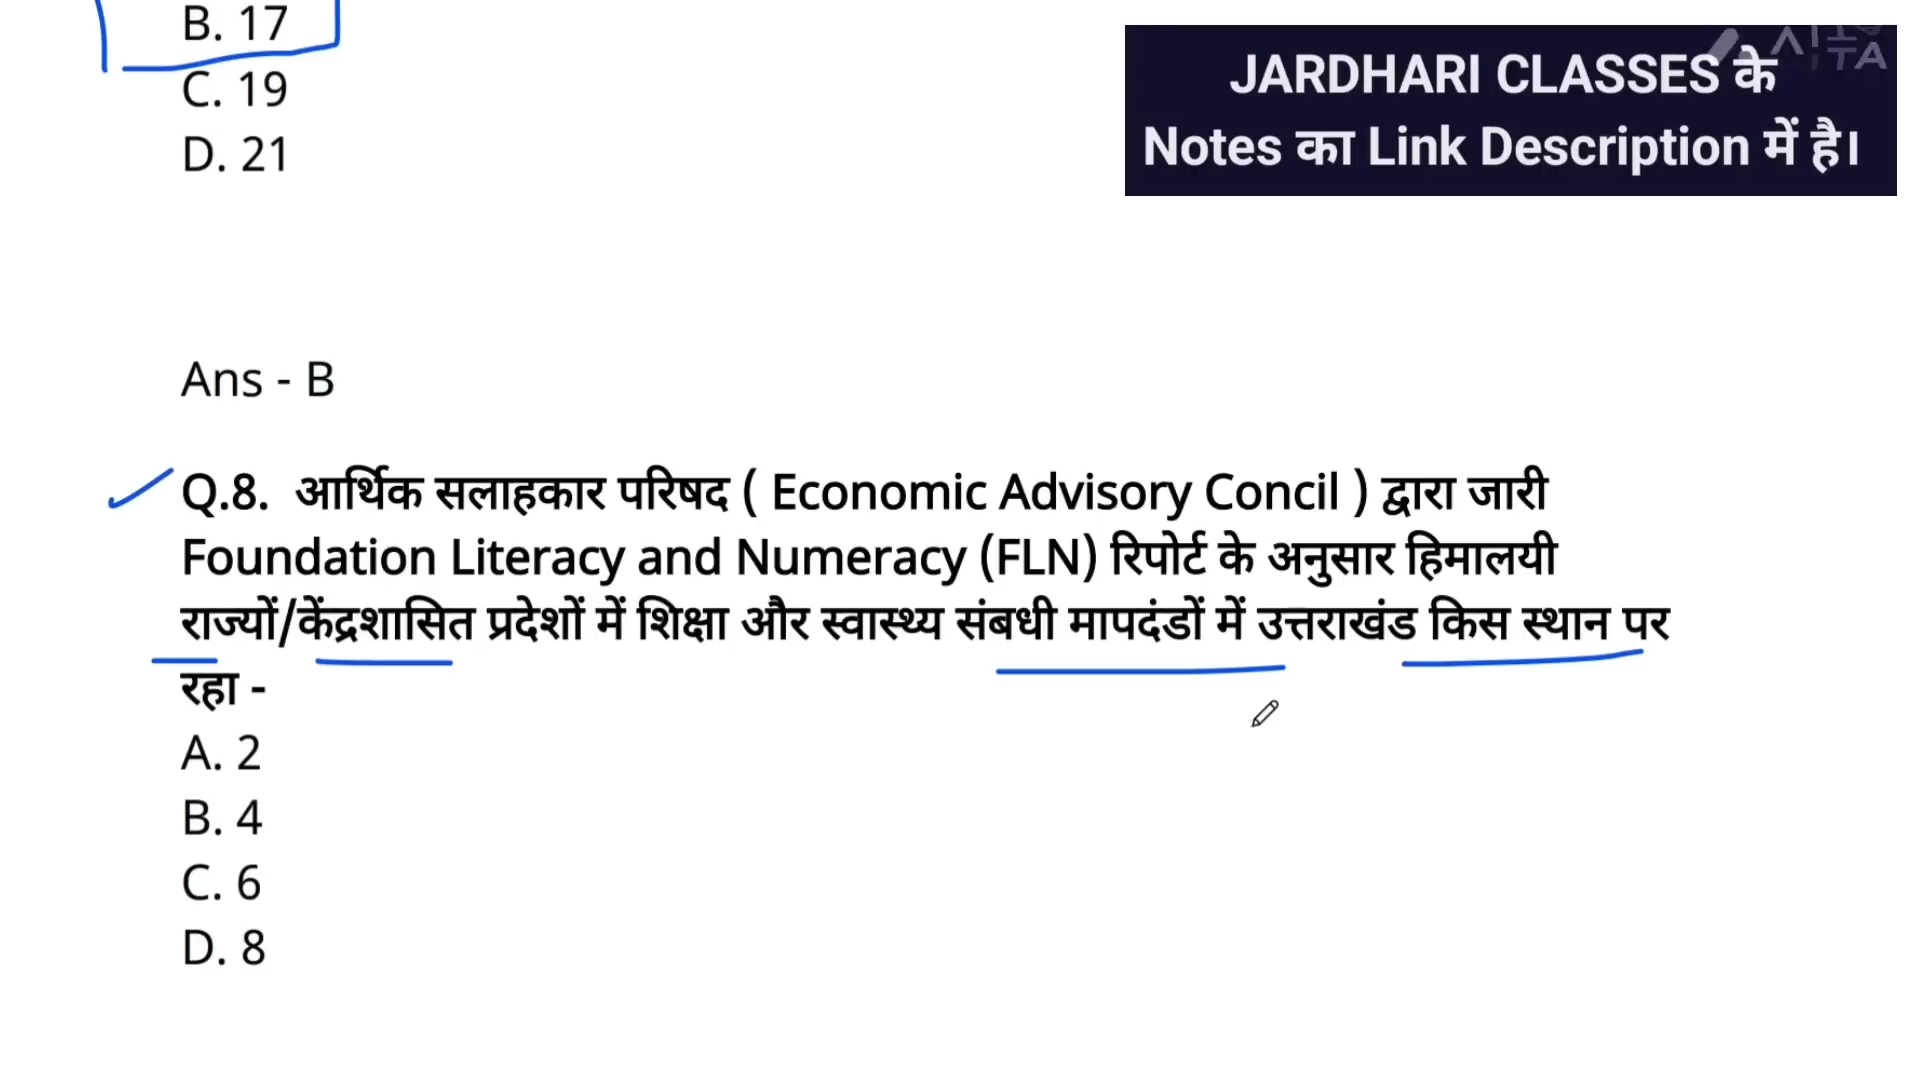 B. 17
C. 19
D. 21
JARDHARI CLASSES के
Notes का Link Description में है।
Ans - B
Q.8. आर्थिक सलाहकार परिषद ( Economic Advisory Concil ) द्वारा जारी
Foundation Literacy and Numeracy (FLN) रिपोर्ट के अनुसार हिमालयी
राज्यों/केंद्रशासित प्रदेशों में शिक्षा और स्वास्थ्य संबधी मापदंडों में उत्तराखंड किस स्थान पर
रहा -
A. 2
B. 4
C. 6
D. 8